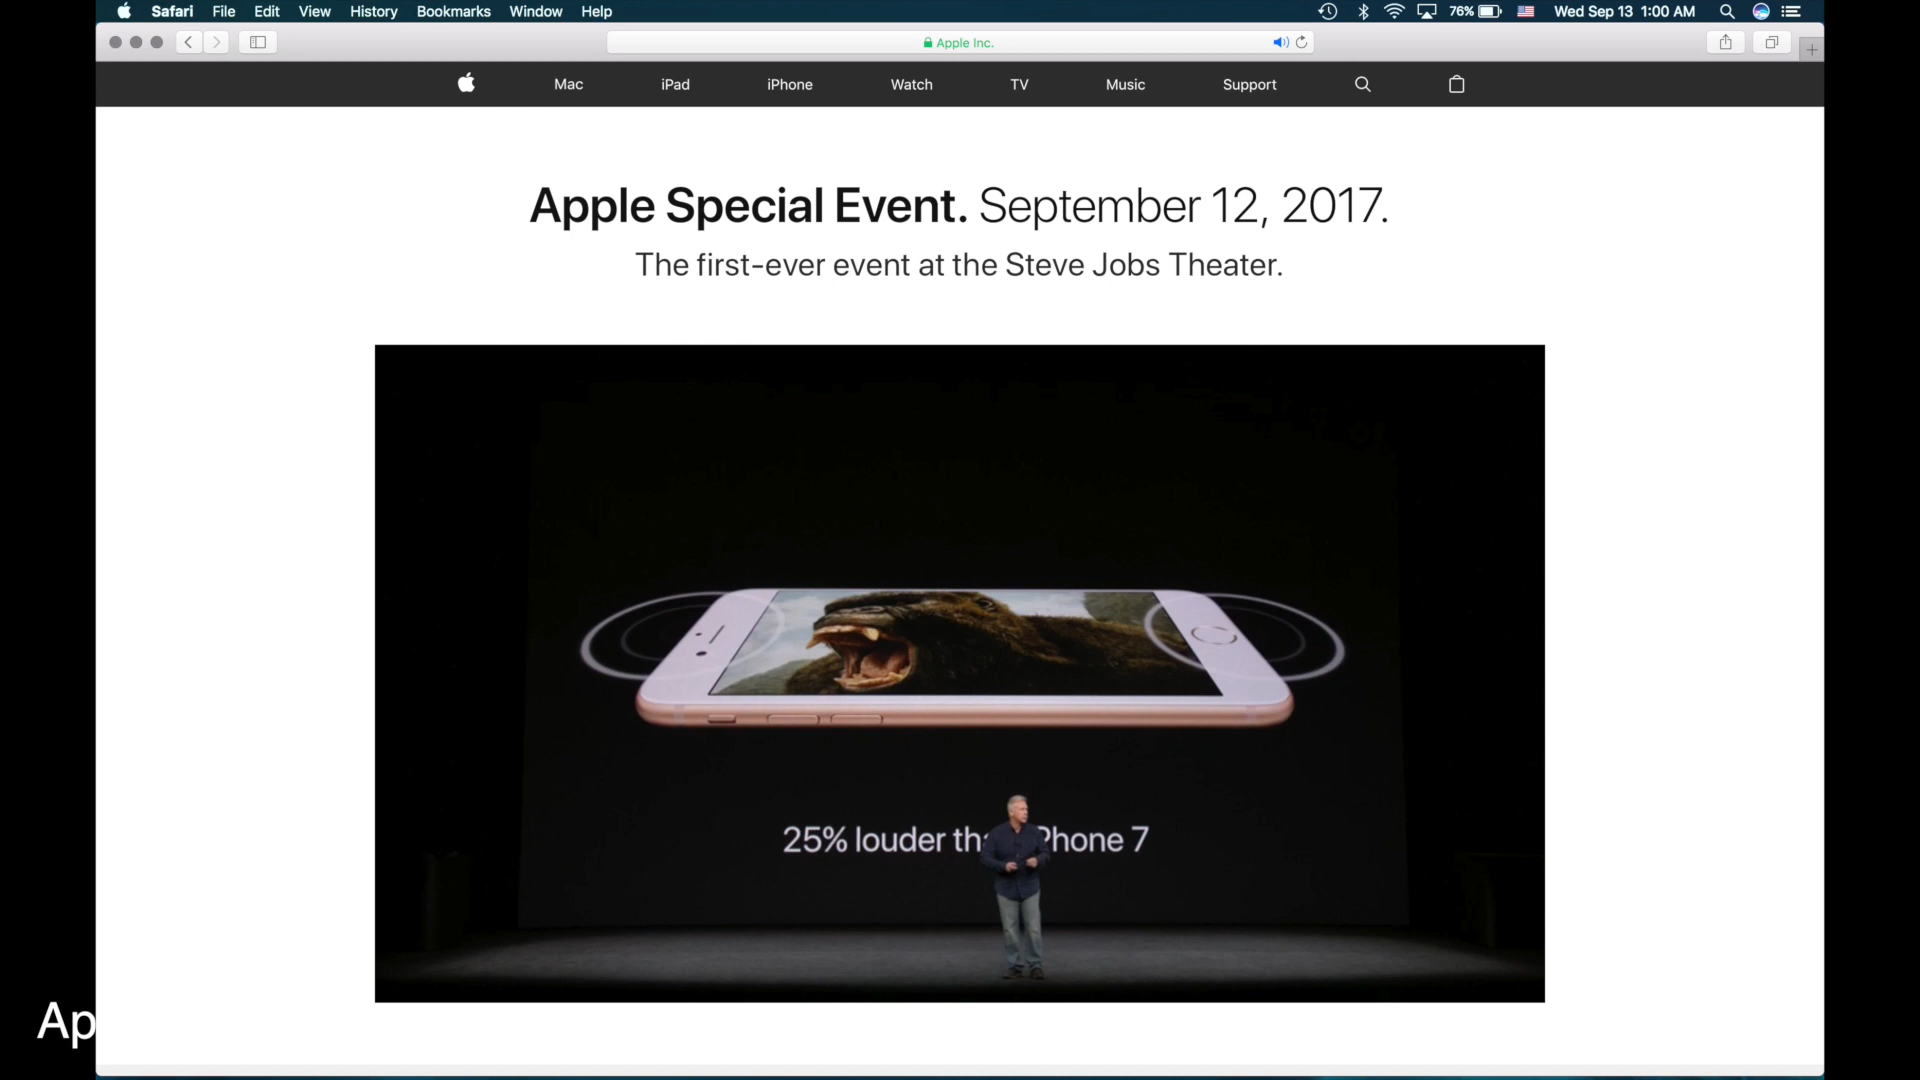 Safari File Edit View History Bookmarks Window Help 76% Wed Sep 13 1:00 AM
Apple Inc.
Mac iPad iPhone Watch TV Music Support
Apple Special Event. September 12, 2017.
The first-ever event at the Steve Jobs Theater.
25% louder tha Phone 7
Ap